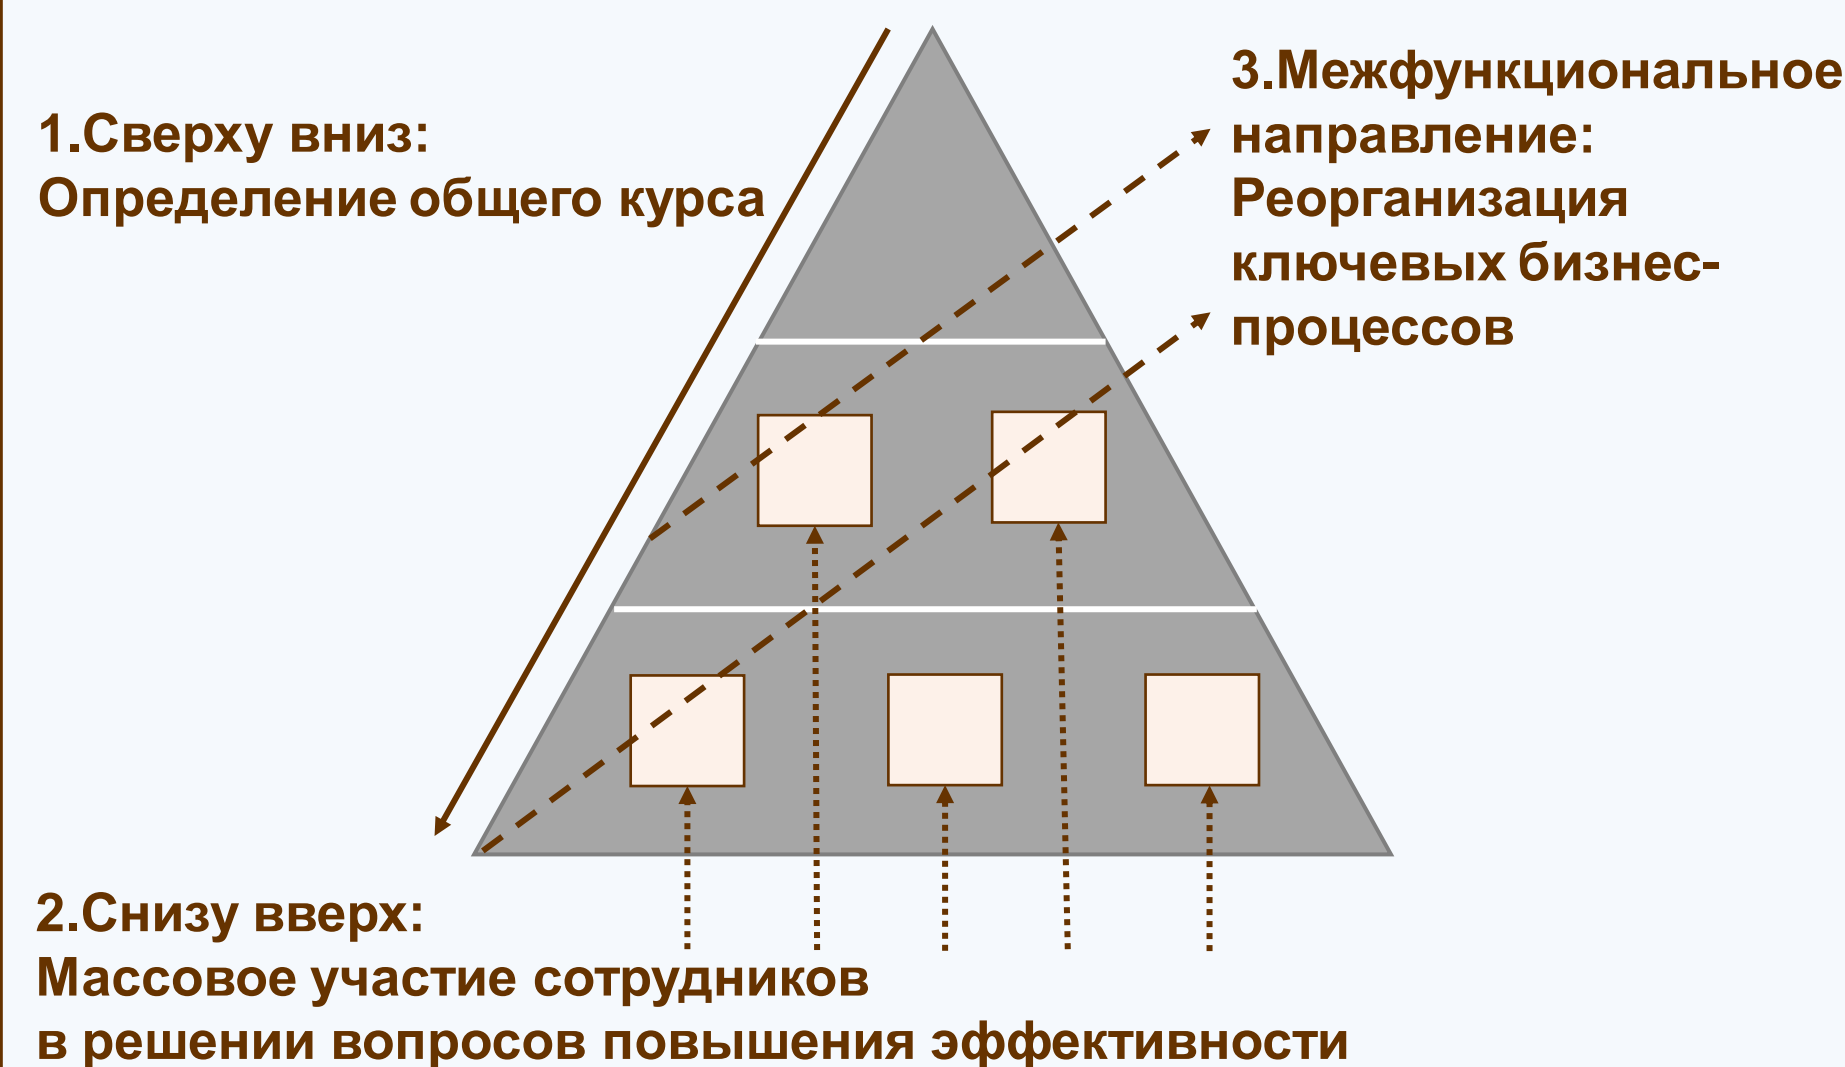 1.Сверху вниз:
Определение общего курса
3.Межфункциональное
направление:
Реорганизация
ключевых бизнес-
процессов
2.Снизу вверх:
Массовое участие сотрудников
в решении вопросов повышения эффективности